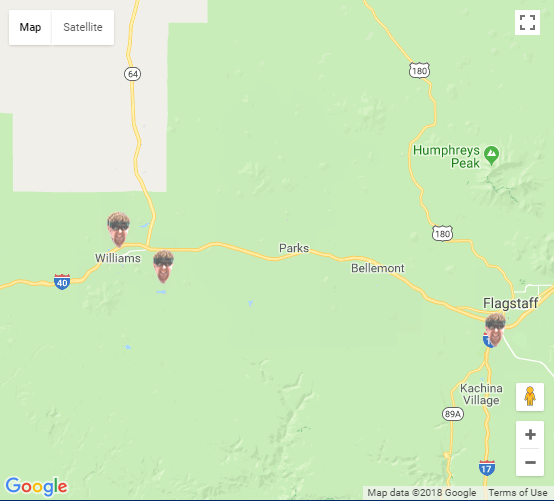 Map
Satellite
64
180
Humphreys
Peak
180
Williams
Parks
Bellemont
40
Flagstaff
Kachina
Village
89A
17
Google
Map data ©2018 Google
Terms of Use